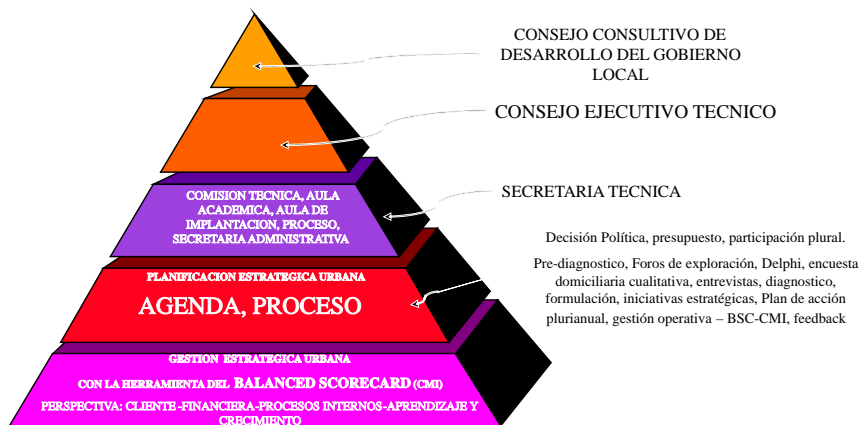 CONSEJO CONSULTIVO DE
DESARROLLO DEL GOBIERNO
LOCAL
CONSEJO EJECUTIVO TECNICO
SECRETARIA TECNICA
COMISION TECNICA, AULA
ACADEMICA, AULA DE
IMPLANTACION, PROCESO,
SECRETARIA ADMINISTRATIVA
Decisión Política, presupuesto, participación plural.
Pre-diagnostico, Foros de exploración, Delphi, encuesta
domiciliaria cualitativa, entrevistas, diagnostico,
formulación, iniciativas estratégicas, Plan de acción
plurianual, gestión operativa – BSC-CMI, feedback
PLANIFICACION ESTRATEGICA URBANA
AGENDA, PROCESO
GESTION ESTRATEGICA URBANA
CON LA HERRAMIENTA DEL BALANCED SCORECARD (CMI)
PERSPECTIVA: CLIENTE-FINANCIERA-PROCESOS INTERNOS-APRENDIZAJE Y
CRECIMIENTO